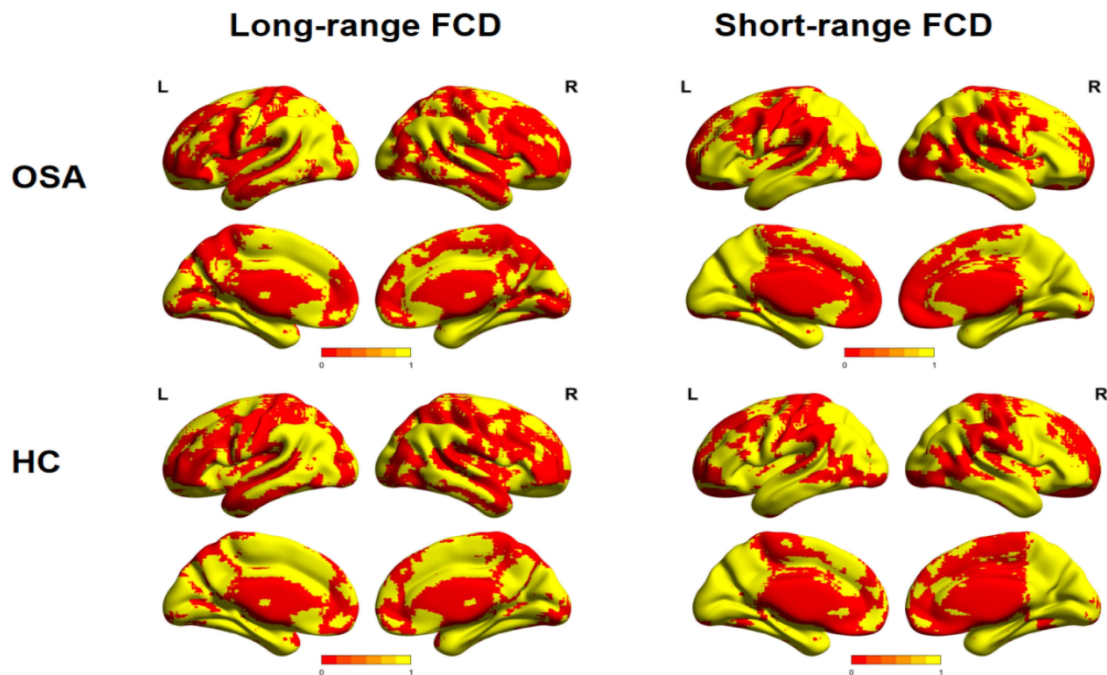 Long-range FCD Short-range FCD
L R L R
OSA
0 1 0 1
L R L R
HC
0 1 0 1